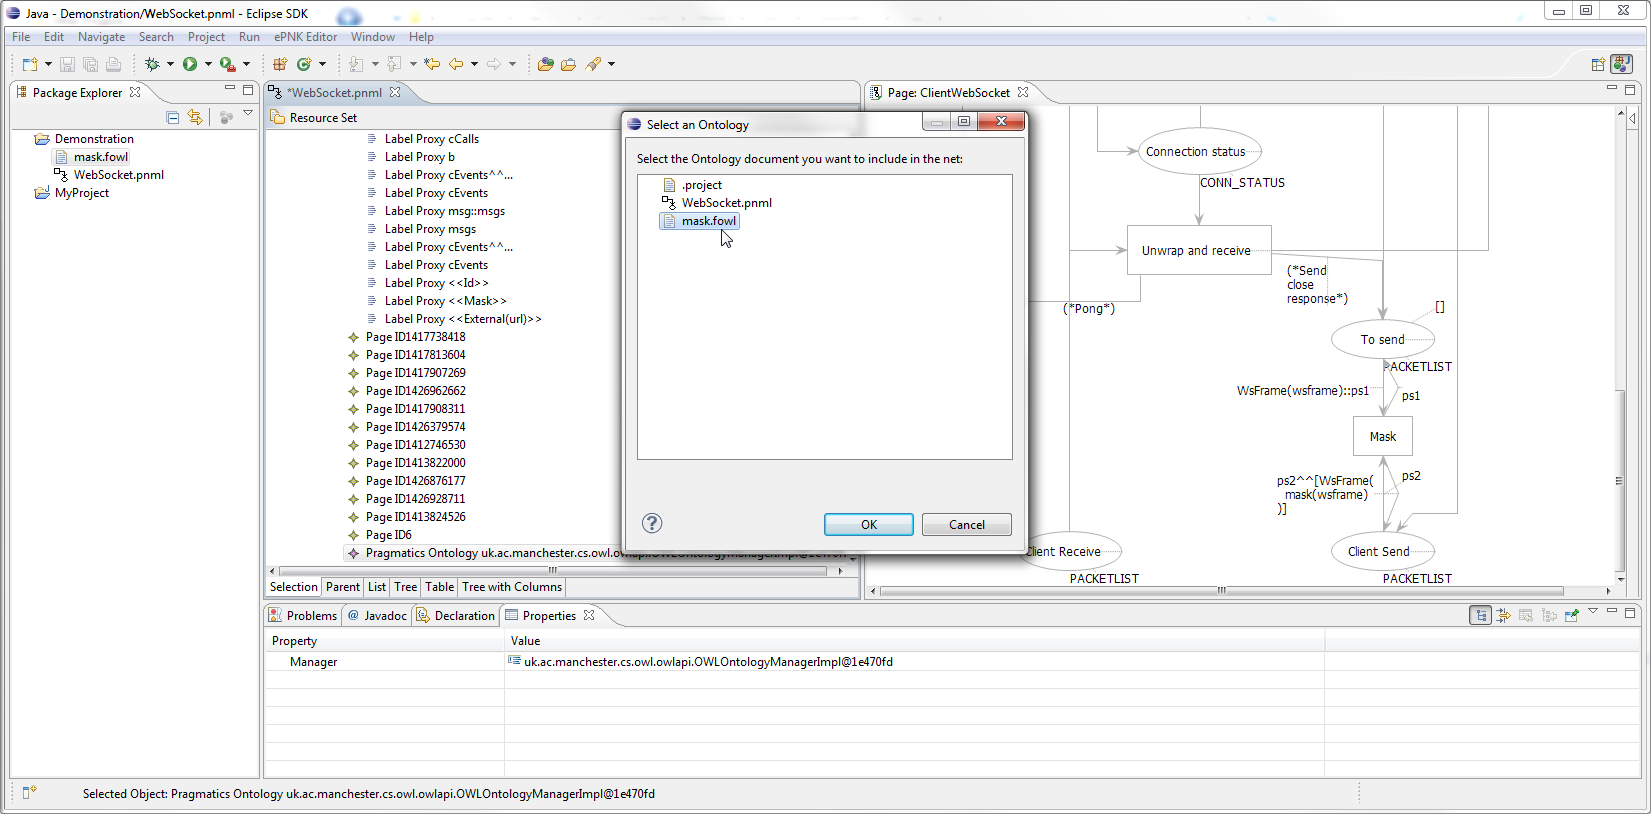 Java - Demonstration/WebSocket.pnml - Eclipse SDK
File Edit Navigate Search Project Run ePNK Editor Window Help
Package Explorer
Demonstration
mask.fowl
WebSocket.pnml
MyProject
*WebSocket.pnml
Resource Set
Label Proxy cCalls
Label Proxy b
Label Proxy cEvents^^...
Label Proxy cEvents
Label Proxy msg::msgs
Label Proxy msgs
Label Proxy cEvents^^...
Label Proxy cEvents
Label Proxy <<Id>>
Label Proxy <<Mask>>
Label Proxy <<External(url)>>
Page ID1417738418
Page ID1417813604
Page ID1417907269
Page ID1426962662
Page ID1417908311
Page ID1426379574
Page ID1412746530
Page ID1413822000
Page ID1426876177
Page ID1426928711
Page ID1413824526
Page ID6
Pragmatics Ontology uk.ac.manchester.cs.owl.owlapi.OWLOntologyManagerImpl@1e470fd
Selection Parent List Tree Table Tree with Columns
Select an Ontology
Select the Ontology document you want to include in the net:
.project
WebSocket.pnml
mask.fowl
OK Cancel
Page: ClientWebSocket
Connection status
CONN_STATUS
Unwrap and receive
(*Send
close
response*)
(*Pong*)
[]
To send
PACKETLIST
WsFrame(wsframe)::ps1
ps1
Mask
ps2
ps2^^[WsFrame(
mask(wsframe)
)]
Client Receive
PACKETLIST
Client Send
PACKETLIST
Problems @ Javadoc Declaration Properties
Property Value
Manager uk.ac.manchester.cs.owl.owlapi.OWLOntologyManagerImpl@1e470fd
Selected Object: Pragmatics Ontology uk.ac.manchester.cs.owl.owlapi.OWLOntologyManagerImpl@1e470fd